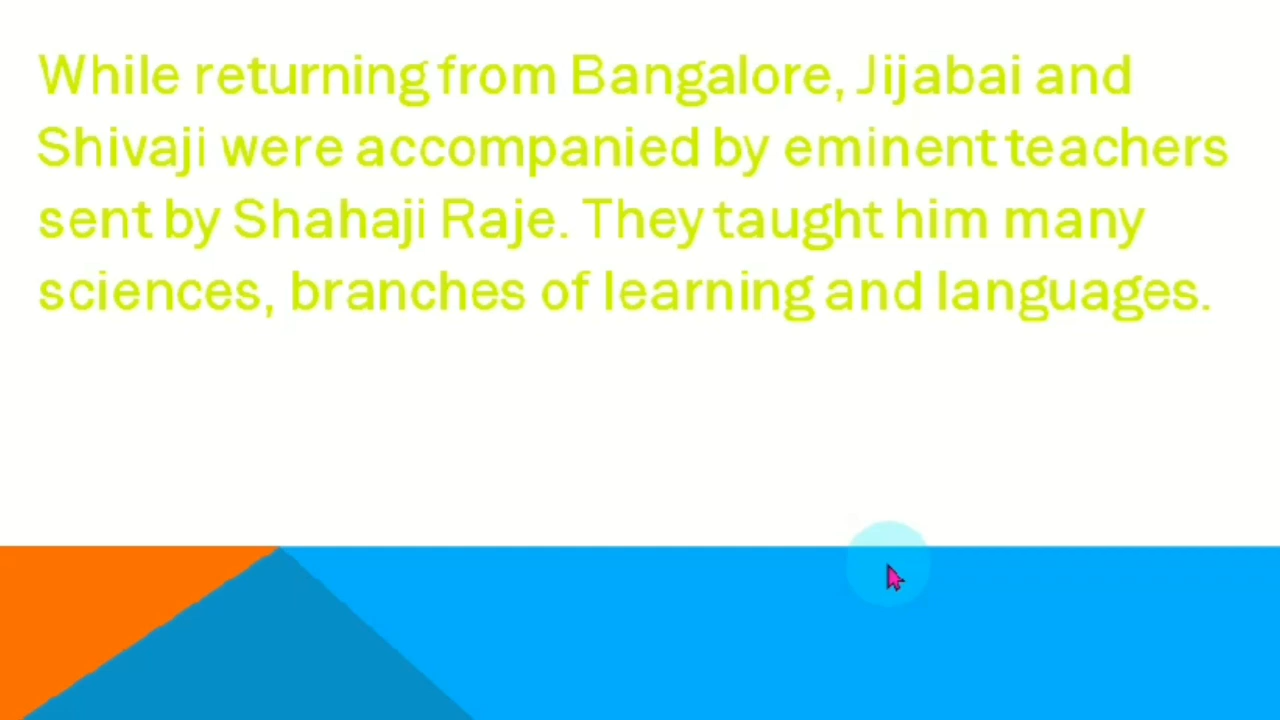 While returning from Bangalore, Jijabai and
Shivaji were accompanied by eminent teachers
sent by Shahaji Raje. They taught him many
sciences, branches of learning and languages.